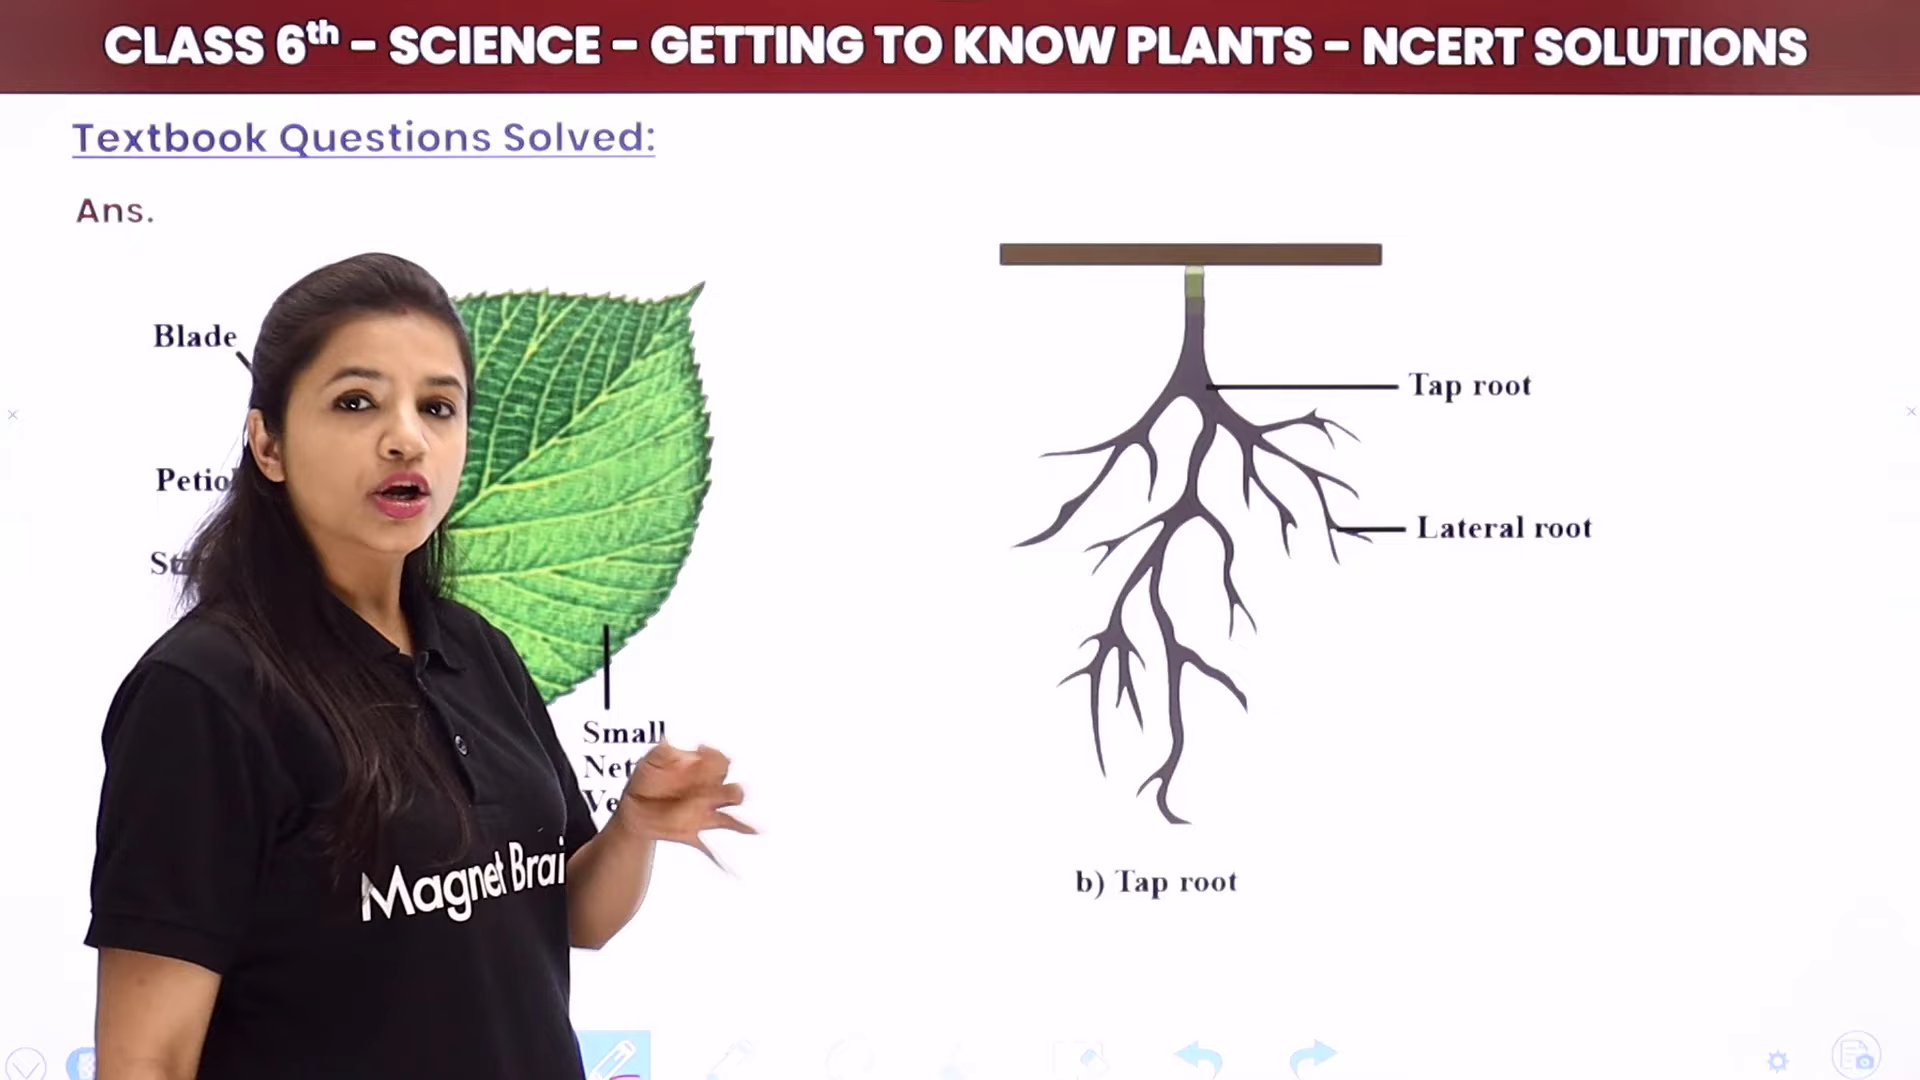 CLASS 6th - SCIENCE - GETTING TO KNOW PLANTS - NCERT SOLUTIONS
Textbook Questions Solved:
Ans.
Blade
Tap root
Lateral root
Small
b) Tap root
Magnet Brai